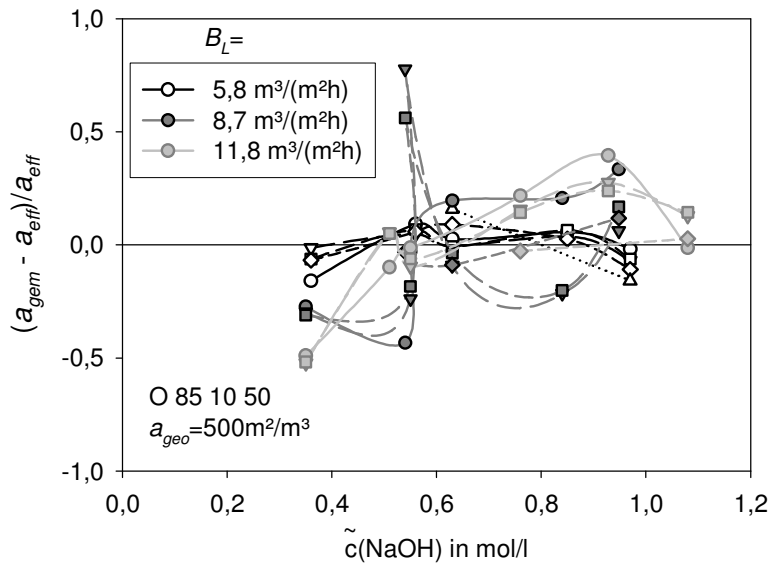 1,0
0,5
0,0
-0,5
-1,0
(a_gem - a_eff)/a_eff
B_L=
5,8 m³/(m²h)
8,7 m³/(m²h)
11,8 m³/(m²h)
O 85 10 50
a_geo=500m²/m³
0,0 0,2 0,4 0,6 0,8 1,0 1,2
c̃(NaOH) in mol/l